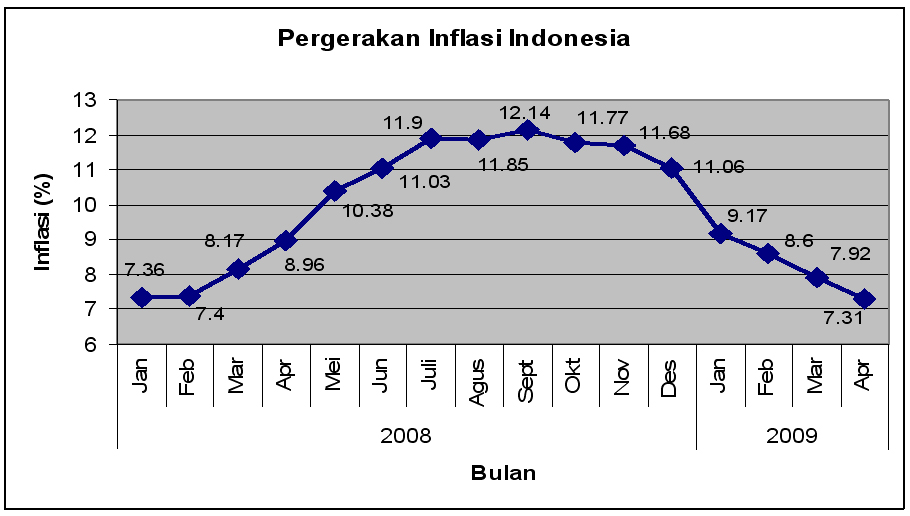 Pergerakan Inflasi Indonesia
Inflasi (%)
13
12
11
10
9
8
7
6
7.36
7.4
8.17
8.96
10.38
11.03
11.9
11.85
12.14
11.77
11.68
11.06
9.17
8.6
7.92
7.31
Jan
Feb
Mar
Apr
Mei
Jun
Juli
Agus
Sept
Okt
Nov
Des
Jan
Feb
Mar
Apr
2008
2009
Bulan